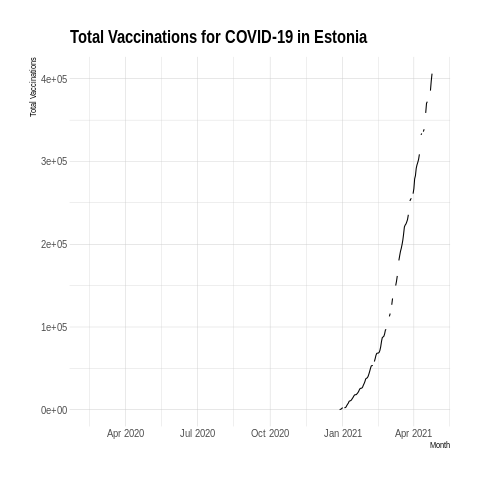 Total Vaccinations for COVID-19 in Estonia
Total Vaccinations
4e+05
3e+05
2e+05
1e+05
0e+00
Apr 2020 Jul 2020 Oct 2020 Jan 2021 Apr 2021
Month